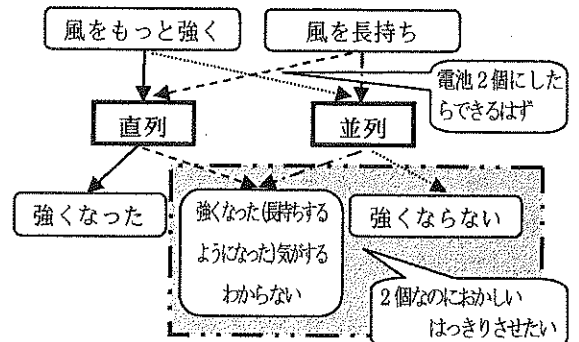 風をもっと強く
風を長持ち
電池2個にした
らできるはず
直列
並列
強くなった
強くなった(長持ちする
ようになった)気がする
わからない
強くならない
2個なのにおかしい
はっきりさせたい